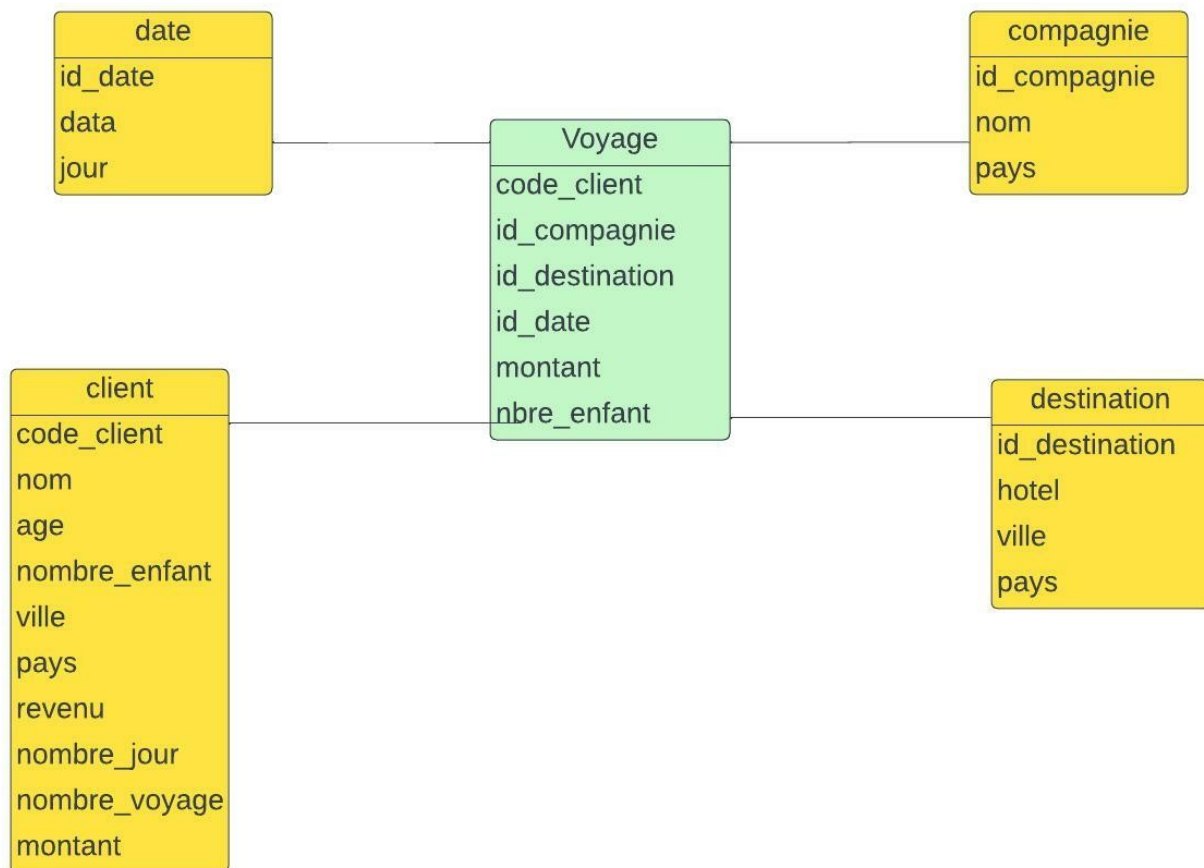 date
id_date
data
jour
compagnie
id_compagnie
nom
pays
Voyage
code_client
id_compagnie
id_destination
id_date
montant
nbre_enfant
client
code_client
nom
age
nombre_enfant
ville
pays
revenu
nombre_jour
nombre_voyage
montant
destination
id_destination
hotel
ville
pays